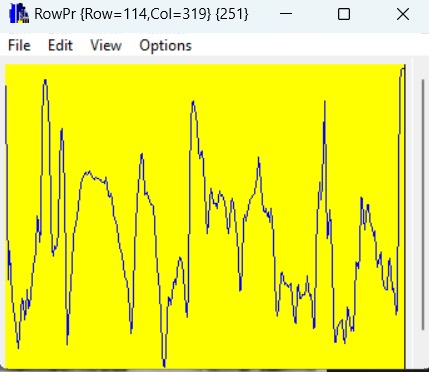 RowPr {Row=114,Col=319} {251}
File Edit View Options